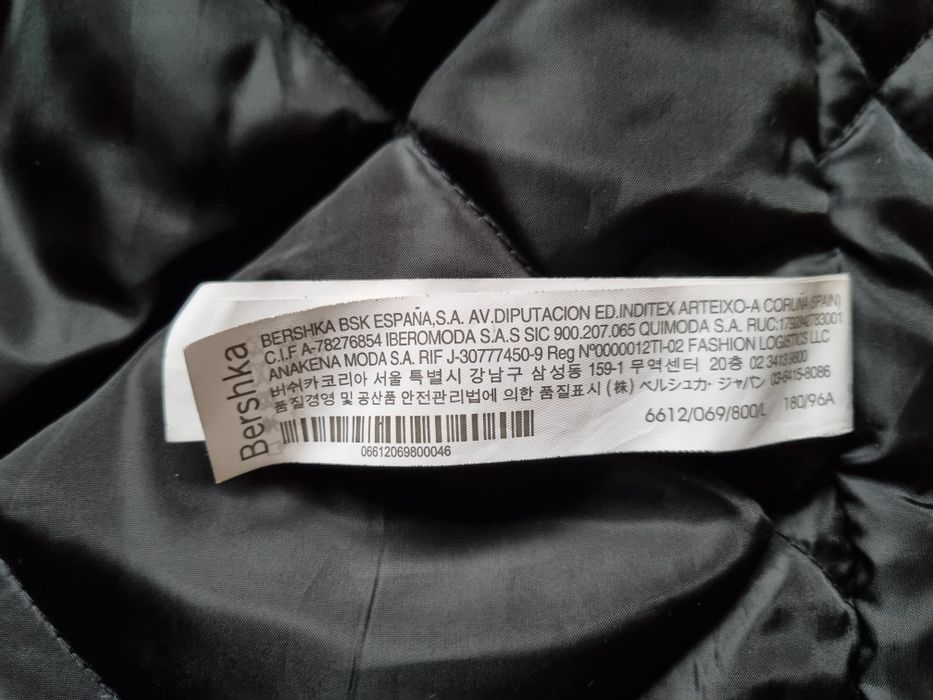 Bershka
BERSHKA BSK ESPAÑA,S.A. AV.DIPUTACION ED.INDITEX ARTEIXO-A CORUÑA (SPAIN)
C.I.F A-78276854 IBEROMODA S.A.S SIC 900.207.065 QUIMODA S.A. RUC:
ANAKENA MODA S.A. RIF J-30777450-9 Reg Nº0000012TI-02 FASHION LOGISTICS LLC
버쉬카코리아 서울 특별시 강남구 삼성동 159-1 무역센터 20층 02 3413 9800
품질경영 및 공산품 안전관리법에 의한 품질표시 (株) ベルシュカ・ジャパン 03-6415-8086
6612/069/800/L 180/96A
06612069800046